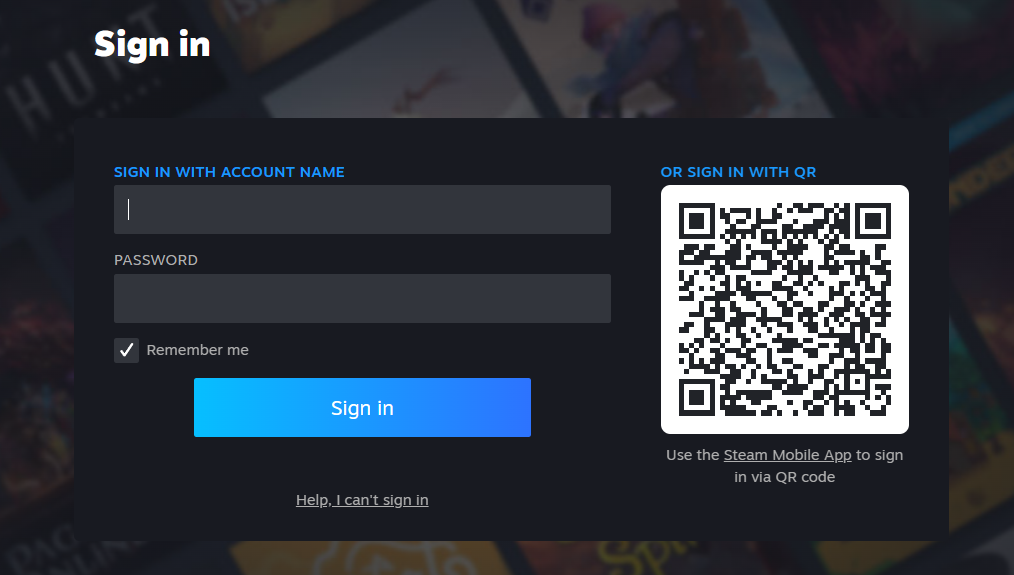 Sign in
HUNT
SIGN IN WITH ACCOUNT NAME
PASSWORD
Remember me
Sign in
Help, I can't sign in
OR SIGN IN WITH QR
Use the Steam Mobile App to sign
in via QR code